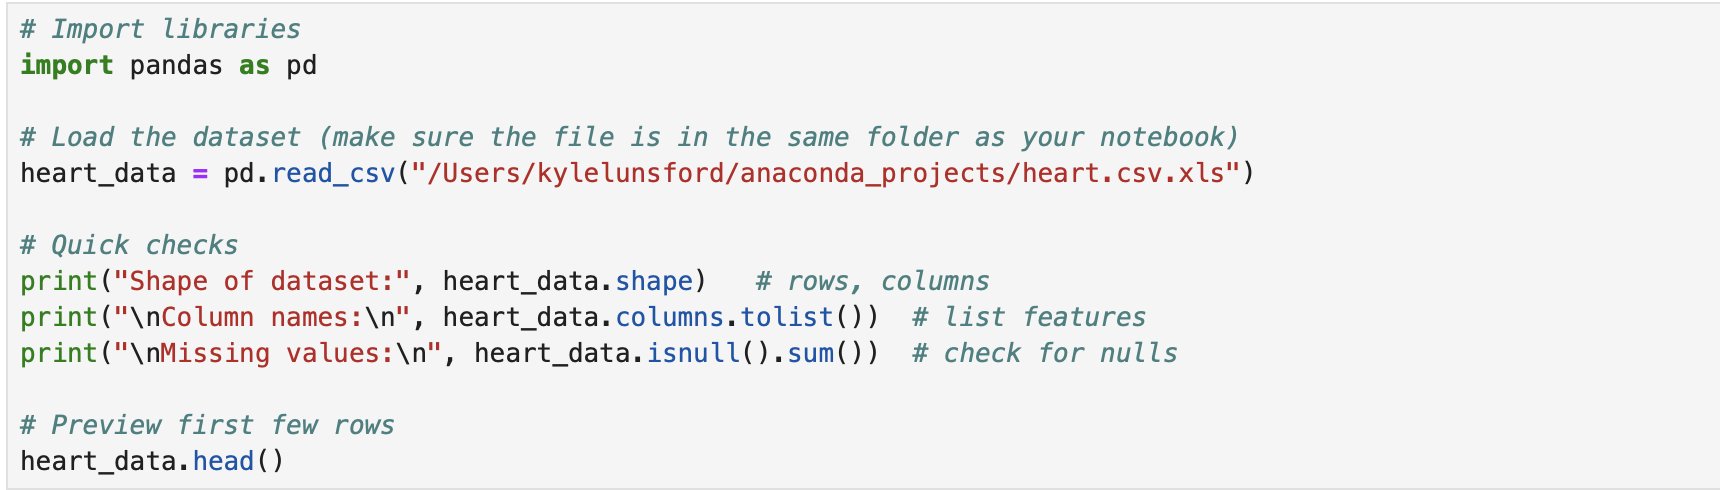 # Import libraries
import pandas as pd
# Load the dataset (make sure the file is in the same folder as your notebook)
heart_data = pd.read_csv("/Users/kylelunsford/anaconda_projects/heart.csv.xls")
# Quick checks
print("Shape of dataset:", heart_data.shape)   # rows, columns
print("\nColumn names:\n", heart_data.columns.tolist())  # list features
print("\nMissing values:\n", heart_data.isnull().sum())  # check for nulls
# Preview first few rows
heart_data.head()